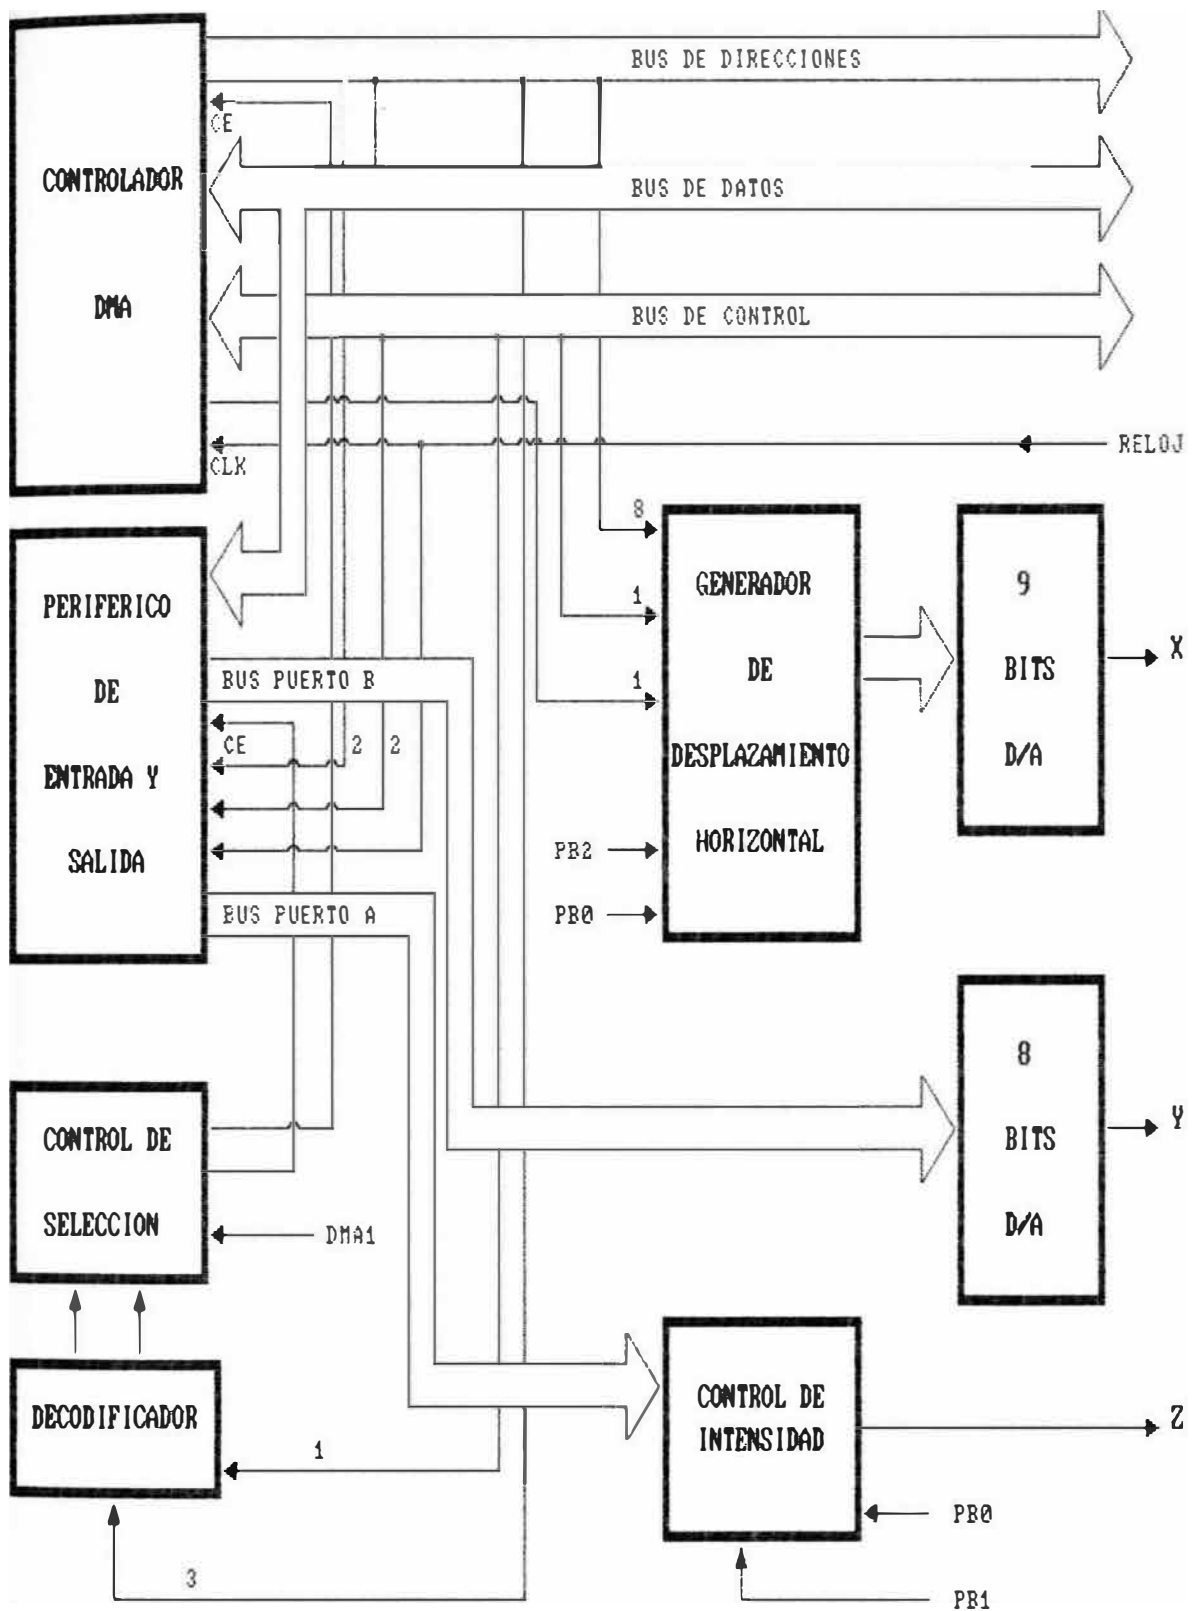 BUS DE DIRECCIONES
CE
CONTROLADOR
DMA
BUS DE DATOS
BUS DE CONTROL
CLK
RELOJ
PERIFERICO
DE
ENTRADA Y
SALIDA
BUS PUERTO B
CE
2
2
BUS PUERTO A
8
1
1
GENERADOR
DE
DESPLAZAMIENTO
HORIZONTAL
PB2
PB0
9
BITS
D/A
X
8
BITS
D/A
Y
CONTROL DE
SELECCION
DMA1
DECODIFICADOR
1
3
CONTROL DE
INTENSIDAD
Z
PB0
PB1